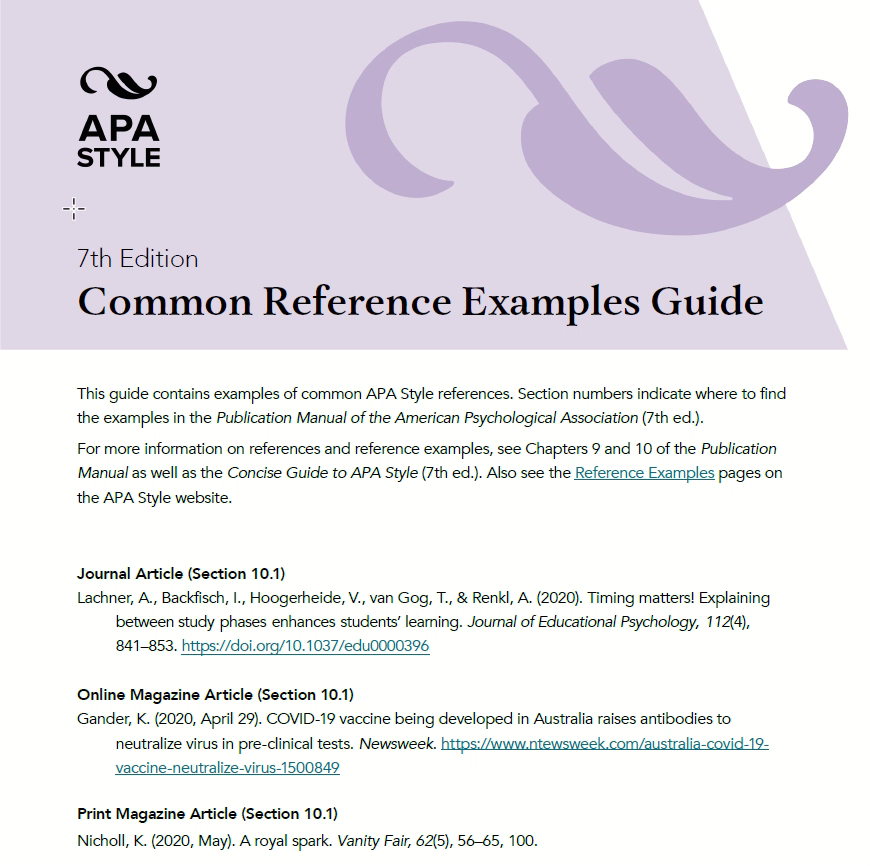 APA
STYLE
7th Edition
Common Reference Examples Guide
This guide contains examples of common APA Style references. Section numbers indicate where to find
the examples in the Publication Manual of the American Psychological Association (7th ed.).
For more information on references and reference examples, see Chapters 9 and 10 of the Publication
Manual as well as the Concise Guide to APA Style (7th ed.). Also see the Reference Examples pages on
the APA Style website.
Journal Article (Section 10.1)
Lachner, A., Backfisch, I., Hoogerheide, V., van Gog, T., & Renkl, A. (2020). Timing matters! Explaining
between study phases enhances students’ learning. Journal of Educational Psychology, 112(4),
841–853. https://doi.org/10.1037/edu0000396
Online Magazine Article (Section 10.1)
Gander, K. (2020, April 29). COVID-19 vaccine being developed in Australia raises antibodies to
neutralize virus in pre-clinical tests. Newsweek. https://www.ntewsweek.com/australia-covid-19-
vaccine-neutralize-virus-1500849
Print Magazine Article (Section 10.1)
Nicholl, K. (2020, May). A royal spark. Vanity Fair, 62(5), 56–65, 100.